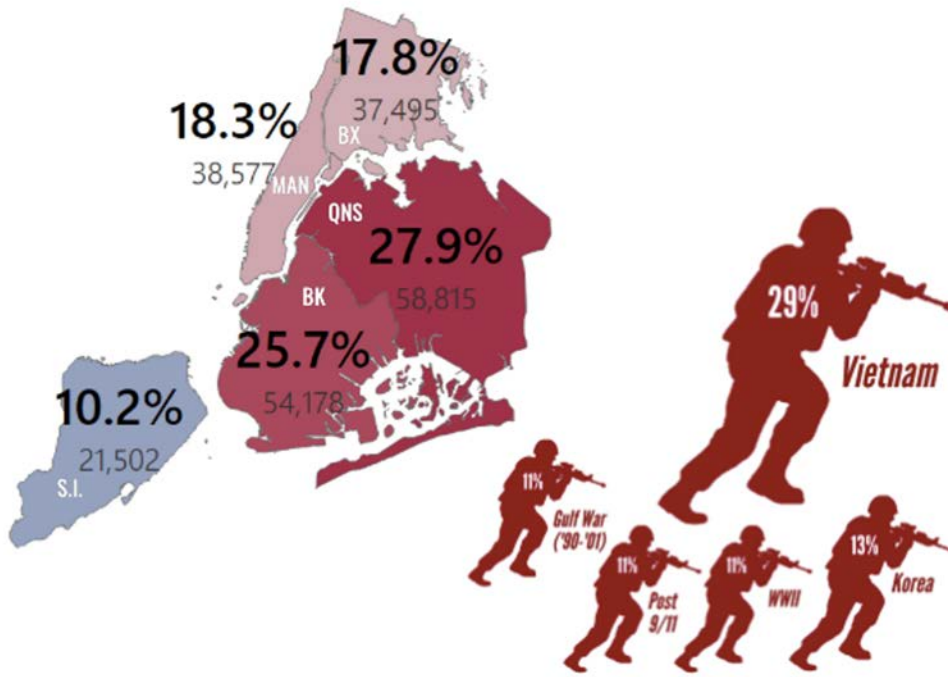 17.8%
37,495
BX
18.3%
38,577
MAN
QNS
27.9%
58,815
BK
25.7%
54,178
10.2%
21,502
S.I.
29%
Vietnam
11%
Gulf War
('90-'01)
11%
Post
9/11
11%
WWII
13%
Korea